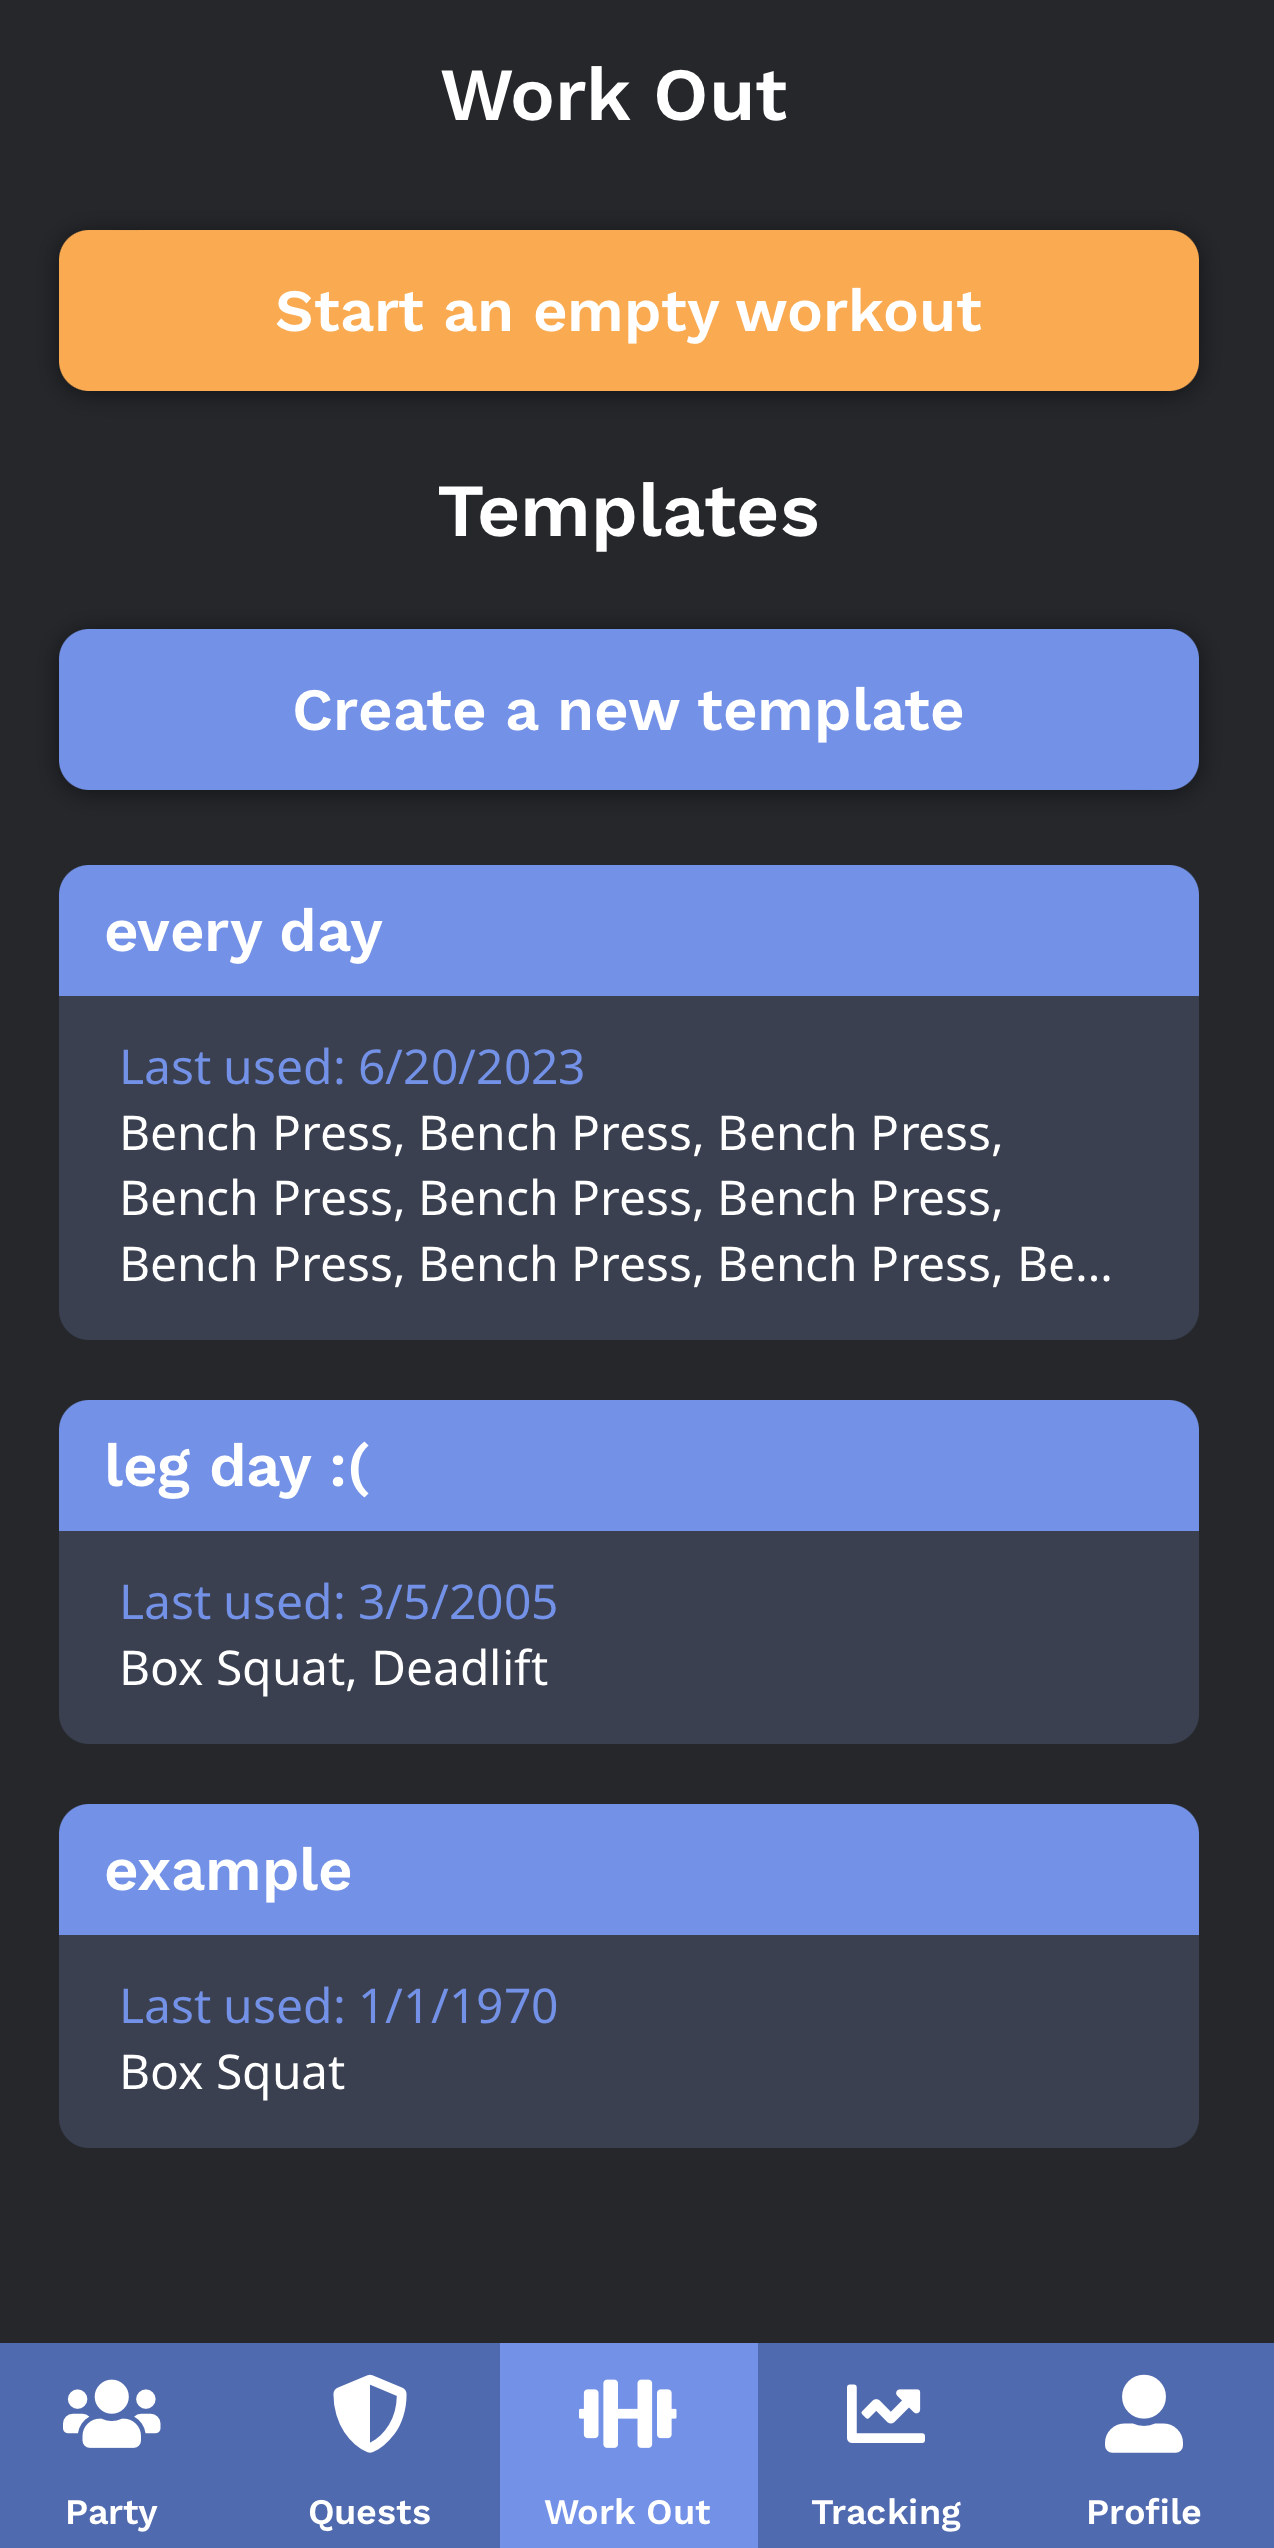 Work Out
Start an empty workout
Templates
Create a new template
every day
Last used: 6/20/2023
Bench Press, Bench Press, Bench Press,
Bench Press, Bench Press, Bench Press,
Bench Press, Bench Press, Bench Press, Be...
leg day :(
Last used: 3/5/2005
Box Squat, Deadlift
example
Last used: 1/1/1970
Box Squat
Party
Quests
Work Out
Tracking
Profile